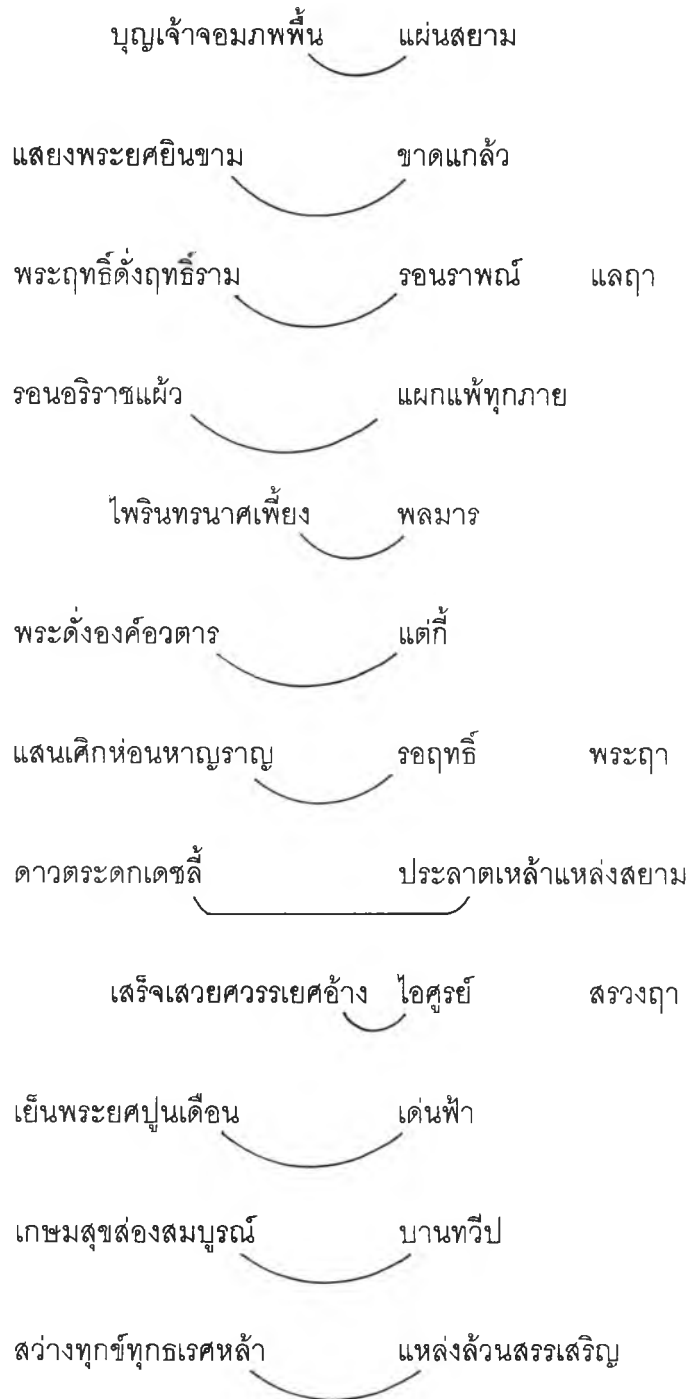 บุญเจ้าจอมภพพื้น แผ่นสยาม
แสยงพระยศยินขาม ขาดแกล้ว
พระฤทธิ์ดั่งฤทธิ์ราม รอนราพณ์ แลฤา
รอนอริราชแผ้ว แผกแพ้ทุกภาย
ไพรินทรนาศเพี้ยง พลมาร
พระดั่งองค์อวตาร แต่กี้
แสนเศิกห่อนหาญราญ รอฤทธิ์ พระฤา
ดาวตระดกเดชลี้ ประลาตเหล้าแหล่งสยาม
เสร็จเสวยศวรรเยศอ้าง ไอศูรย์ สรวงฤา
เย็นพระยศปูนเดือน เด่นฟ้า
เกษมสุขส่องสมบูรณ์ บานทวีป
สว่างทุกข์ทุกธเรศหล้า แหล่งล้วนสรรเสริญ